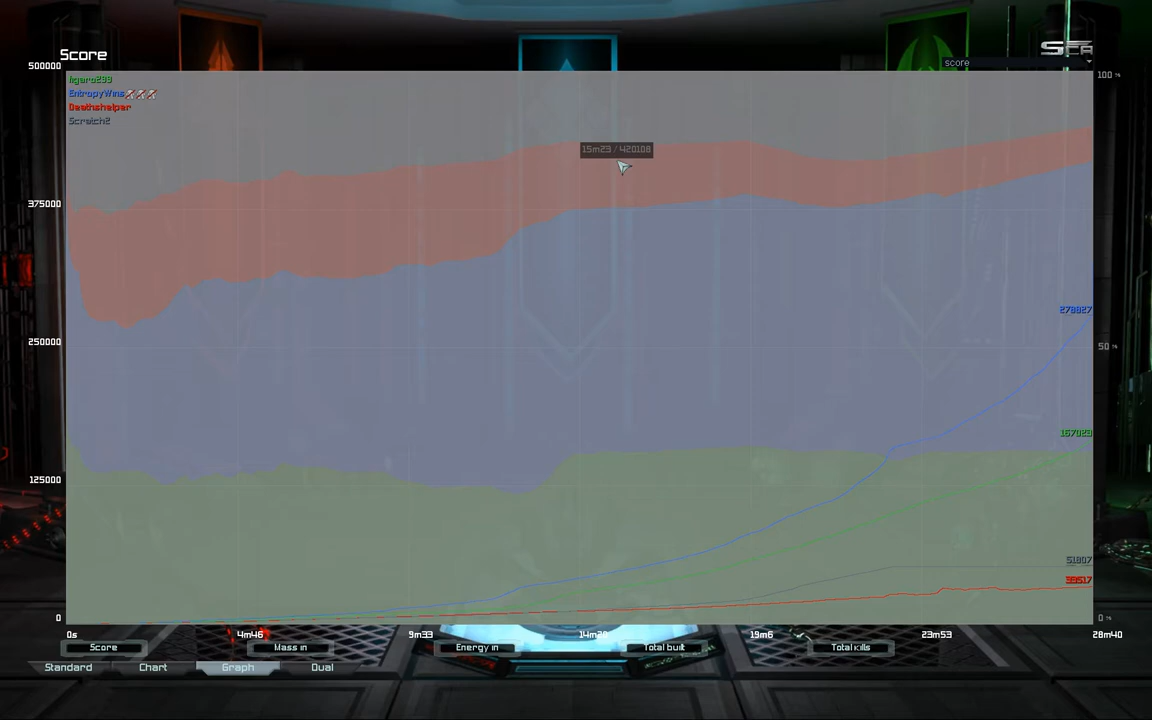 Score
500000
375000
250000
125000
0
figaro299
EntropyWins
Deathshelper
Scratch2
15m23 / 420108
score
100 %
50 %
0 %
278827
167023
51807
39517
0s
4m46
9m33
14m20
19m6
23m53
28m40
Score
Mass in
Energy in
Total built
Total kills
Standard
Chart
Graph
Dual